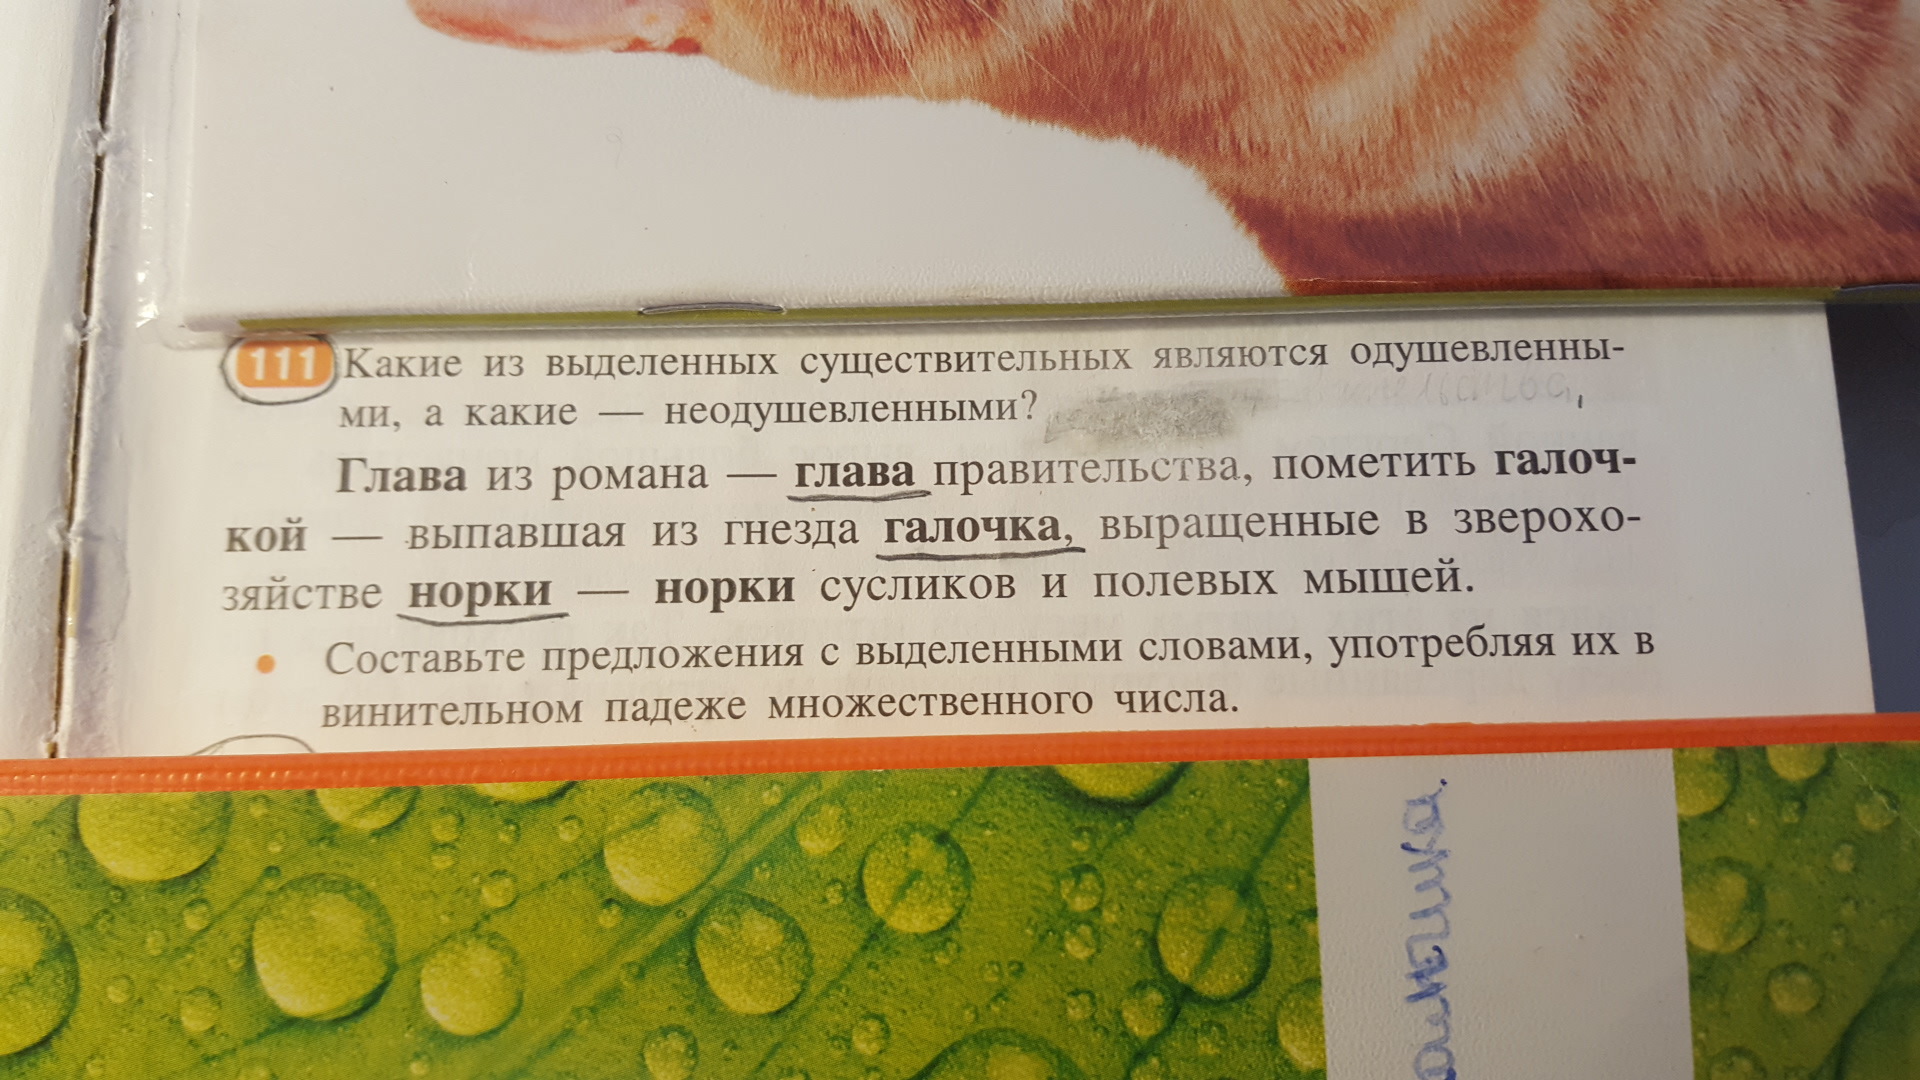 111 Какие из выделенных существительных являются одушевленны-
ми, а какие — неодушевленными?
Глава из романа — глава правительства, пометить галоч-
кой — выпавшая из гнезда галочка, выращенные в зверохо-
зяйстве норки — норки сусликов и полевых мышей.
• Составьте предложения с выделенными словами, употребляя их в
винительном падеже множественного числа.